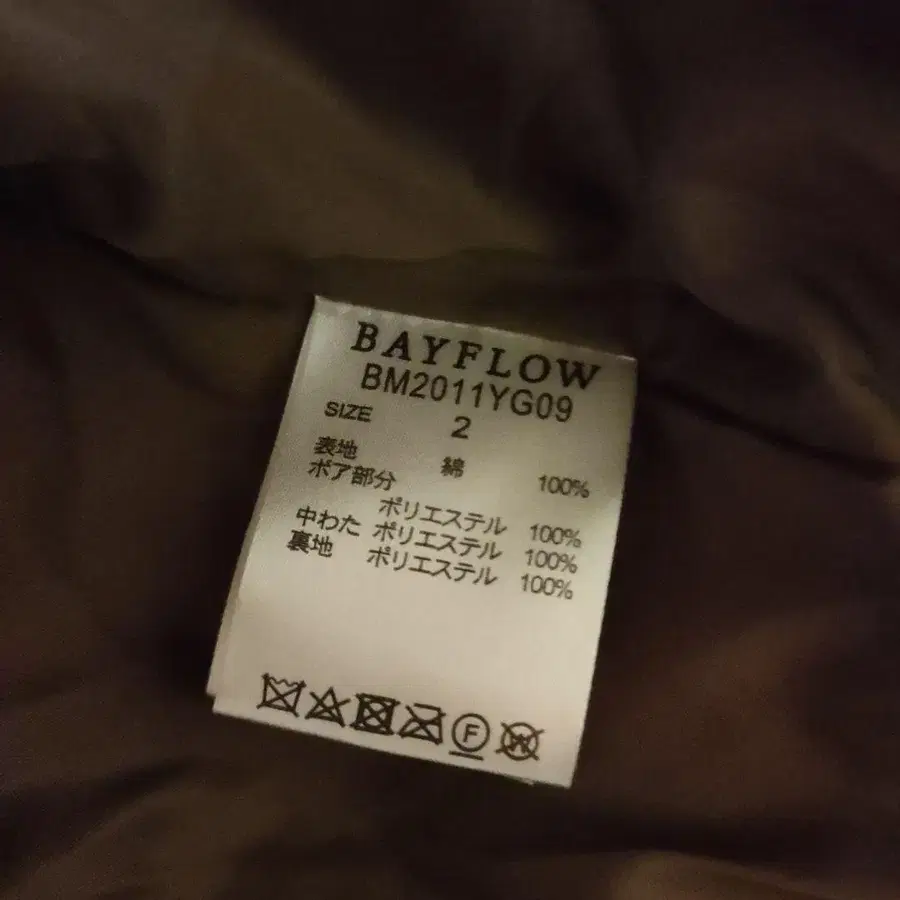 BAYFLOW
BM2011YG09
SIZE 2
表地 綿 100%
ボア部分
ポリエステル 100%
中わた ポリエステル 100%
裏地 ポリエステル 100%
F W